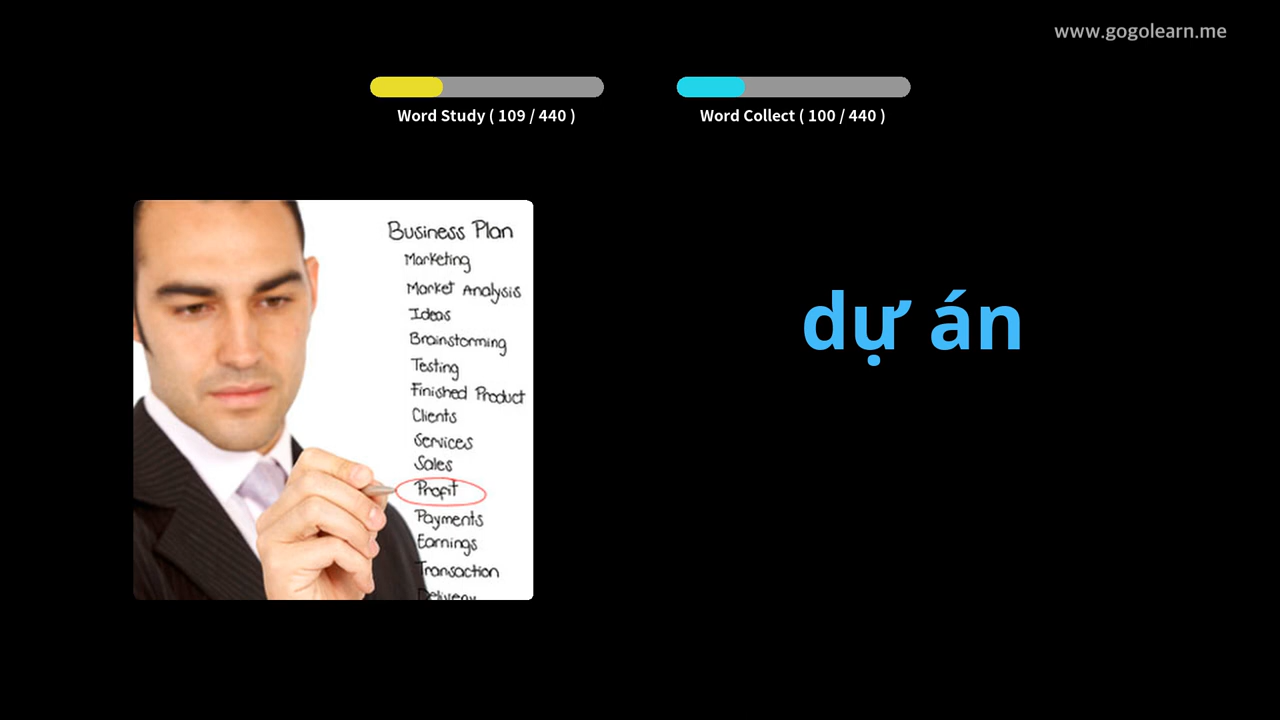 www.gogolearn.me
Word Study ( 109 / 440 )
Word Collect ( 100 / 440 )
Business Plan
Marketing
Market Analysis
Ideas
Brainstorming
Testing
Finished Product
Clients
Services
Sales
Profit
Payments
Earnings
Transaction
Delivery
dự án